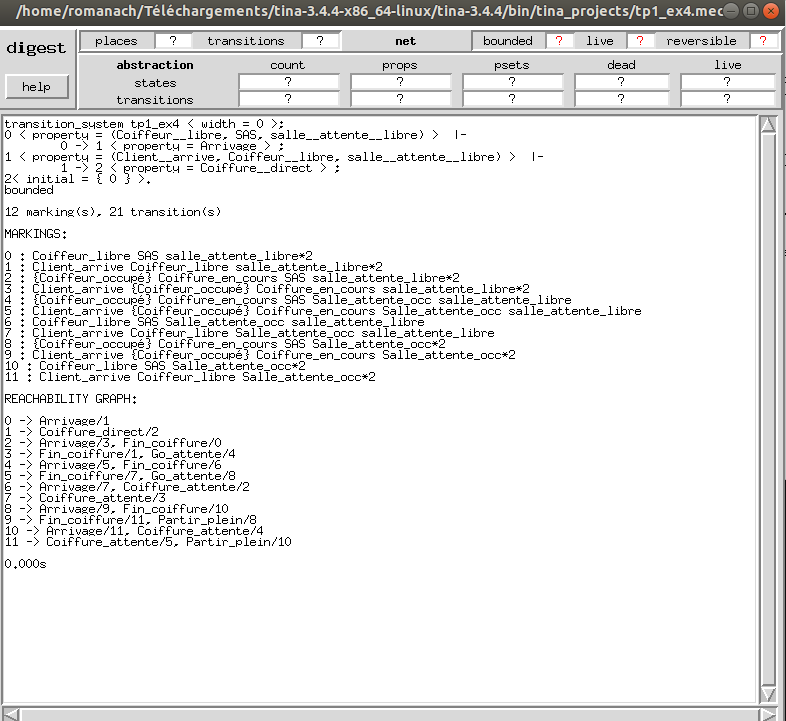 /home/romanach/Téléchargements/tina-3.4.4-x86_64-linux/tina-3.4.4/bin/tina_projects/tp1_ex4.mec
digest
places ? transitions ? net bounded ? live ? reversible ?
help
abstraction count props psets dead live
states ? ? ? ? ?
transitions ? ? ? ? ?
transition_system tp1_ex4 < width = 0 >;
0 < property = (Coiffeur__libre, SAS, salle__attente__libre) > |-
0 -> 1 < property = Arrivage > ;
1 < property = (Client__arrive, Coiffeur__libre, salle__attente__libre) > |-
1 -> 2 < property = Coiffure__direct > ;
2< initial = { 0 } >.
bounded
12 marking(s), 21 transition(s)
MARKINGS:
0 : Coiffeur_libre SAS salle_attente_libre*2
1 : Client_arrive Coiffeur_libre salle_attente_libre*2
2 : {Coiffeur_occupé} Coiffure_en_cours SAS salle_attente_libre*2
3 : Client_arrive {Coiffeur_occupé} Coiffure_en_cours salle_attente_libre*2
4 : {Coiffeur_occupé} Coiffure_en_cours SAS Salle_attente_occ salle_attente_libre
5 : Client_arrive {Coiffeur_occupé} Coiffure_en_cours Salle_attente_occ salle_attente_libre
6 : Coiffeur_libre SAS Salle_attente_occ salle_attente_libre
7 : Client_arrive Coiffeur_libre Salle_attente_occ salle_attente_libre
8 : {Coiffeur_occupé} Coiffure_en_cours SAS Salle_attente_occ*2
9 : Client_arrive {Coiffeur_occupé} Coiffure_en_cours Salle_attente_occ*2
10 : Coiffeur_libre SAS Salle_attente_occ*2
11 : Client_arrive Coiffeur_libre Salle_attente_occ*2
REACHABILITY GRAPH:
0 -> Arrivage/1
1 -> Coiffure_direct/2
2 -> Arrivage/3, Fin_coiffure/0
3 -> Fin_coiffure/1, Go_attente/4
4 -> Arrivage/5, Fin_coiffure/6
5 -> Fin_coiffure/7, Go_attente/8
6 -> Arrivage/7, Coiffure_attente/2
7 -> Coiffure_attente/3
8 -> Arrivage/9, Fin_coiffure/10
9 -> Fin_coiffure/11, Partir_plein/8
10 -> Arrivage/11, Coiffure_attente/4
11 -> Coiffure_attente/5, Partir_plein/10
0.000s